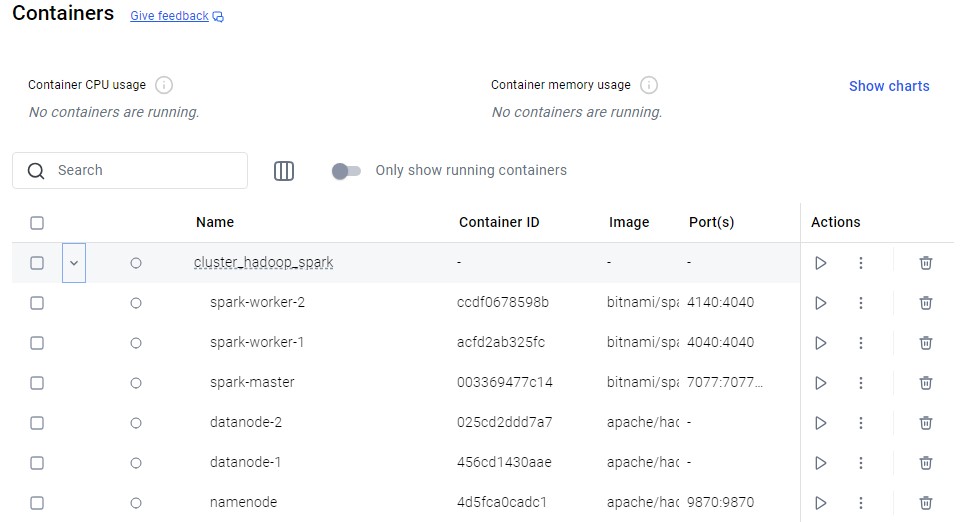 Containers Give feedback
Container CPU usage Container memory usage Show charts
No containers are running. No containers are running.
Search Only show running containers
Name Container ID Image Port(s) Actions
cluster_hadoop_spark - - -
spark-worker-2 ccdf0678598b bitnami/spa 4140:4040
spark-worker-1 acfd2ab325fc bitnami/spa 4040:4040
spark-master 003369477c14 bitnami/spa 7077:7077...
datanode-2 025cd2ddd7a7 apache/had -
datanode-1 456cd1430aae apache/had -
namenode 4d5fca0cadc1 apache/had 9870:9870